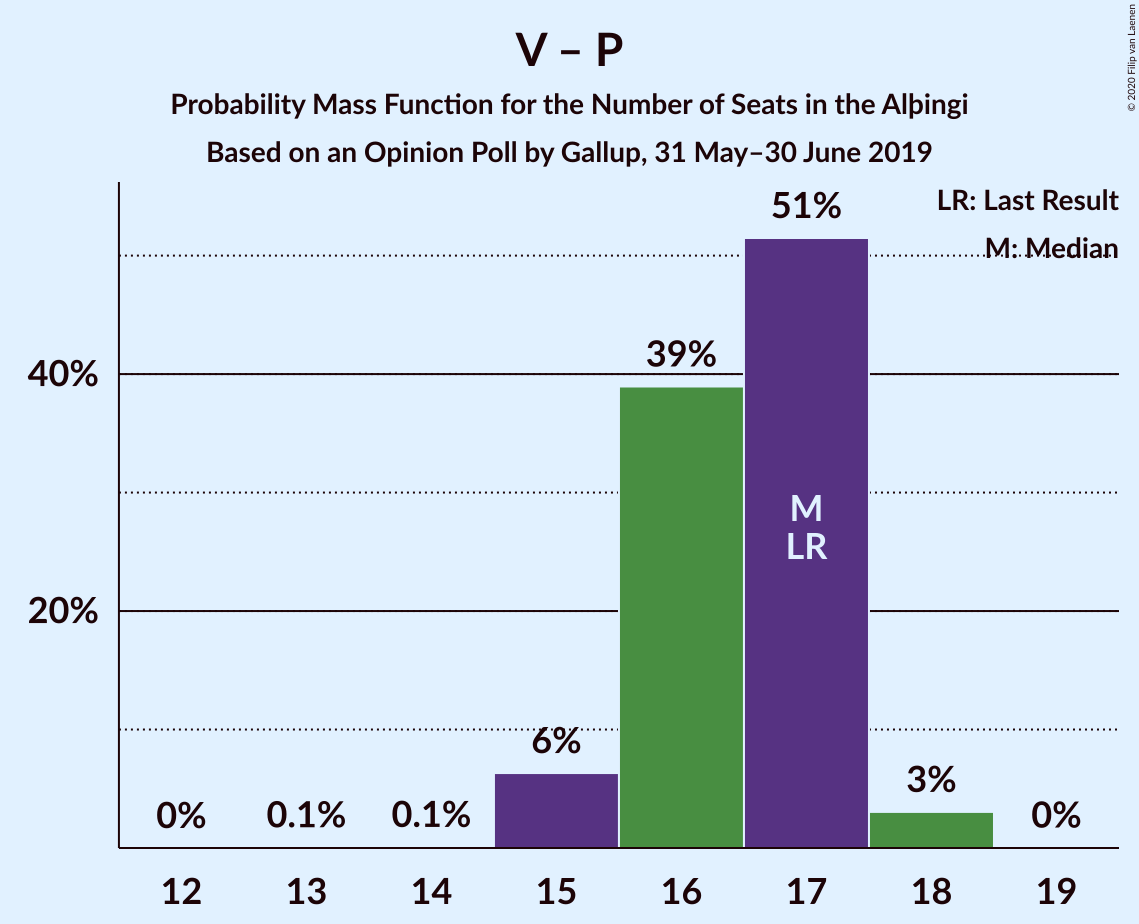 V – P
Probability Mass Function for the Number of Seats in the Alþingi
Based on an Opinion Poll by Gallup, 31 May–30 June 2019
© 2020 Filip van Laenen
LR: Last Result
M: Median
51%
39%
40%
M
LR
20%
6%
3%
0%
0.1%
0.1%
0%
12
13
14
15
16
17
18
19